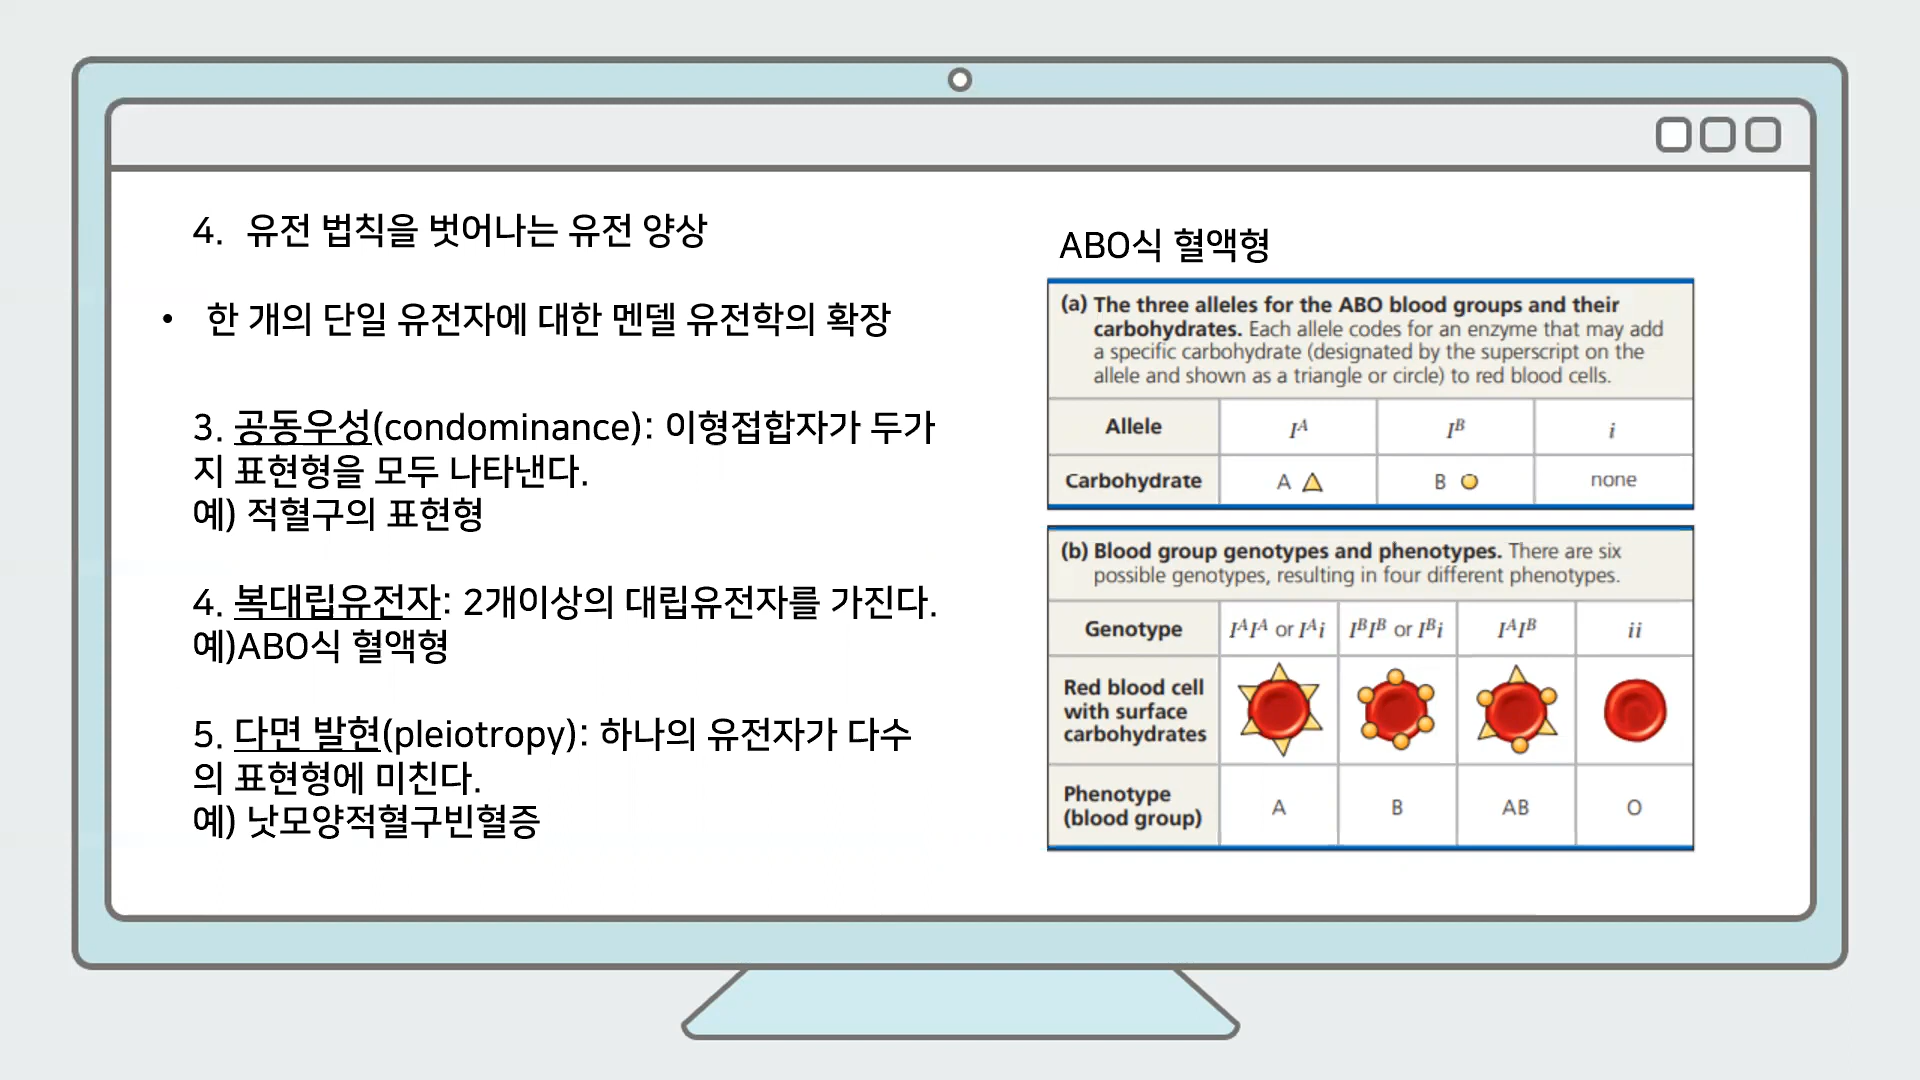 4. 유전 법칙을 벗어나는 유전 양상
• 한 개의 단일 유전자에 대한 멘델 유전학의 확장
3. 공동우성(condominance): 이형접합자가 두가
지 표현형을 모두 나타낸다.
예) 적혈구의 표현형
4. 복대립유전자: 2개이상의 대립유전자를 가진다.
예)ABO식 혈액형
5. 다면 발현(pleiotropy): 하나의 유전자가 다수
의 표현형에 미친다.
예) 낫모양적혈구빈혈증
ABO식 혈액형
(a) The three alleles for the ABO blood groups and their
carbohydrates. Each allele codes for an enzyme that may add
a specific carbohydrate (designated by the superscript on the
allele and shown as a triangle or circle) to red blood cells.
Allele I^A I^B i
Carbohydrate A B none
(b) Blood group genotypes and phenotypes. There are six
possible genotypes, resulting in four different phenotypes.
Genotype I^AI^A or I^Ai I^BI^B or I^Bi I^AI^B ii
Red blood cell
with surface
carbohydrates
Phenotype
(blood group) A B AB O